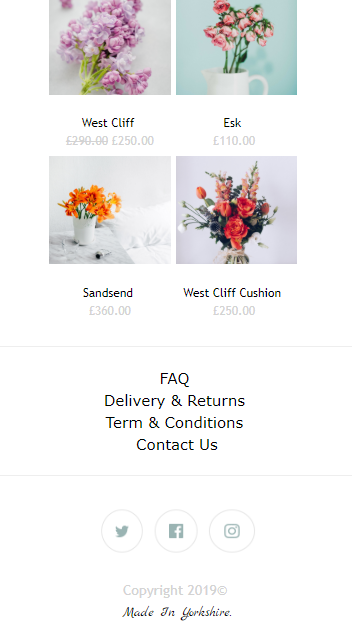 West Cliff
£290.00 £250.00
Esk
£110.00
Sandsend
£360.00
West Cliff Cushion
£250.00
FAQ
Delivery & Returns
Term & Conditions
Contact Us
Copyright 2019©
Made In Yorkshire.